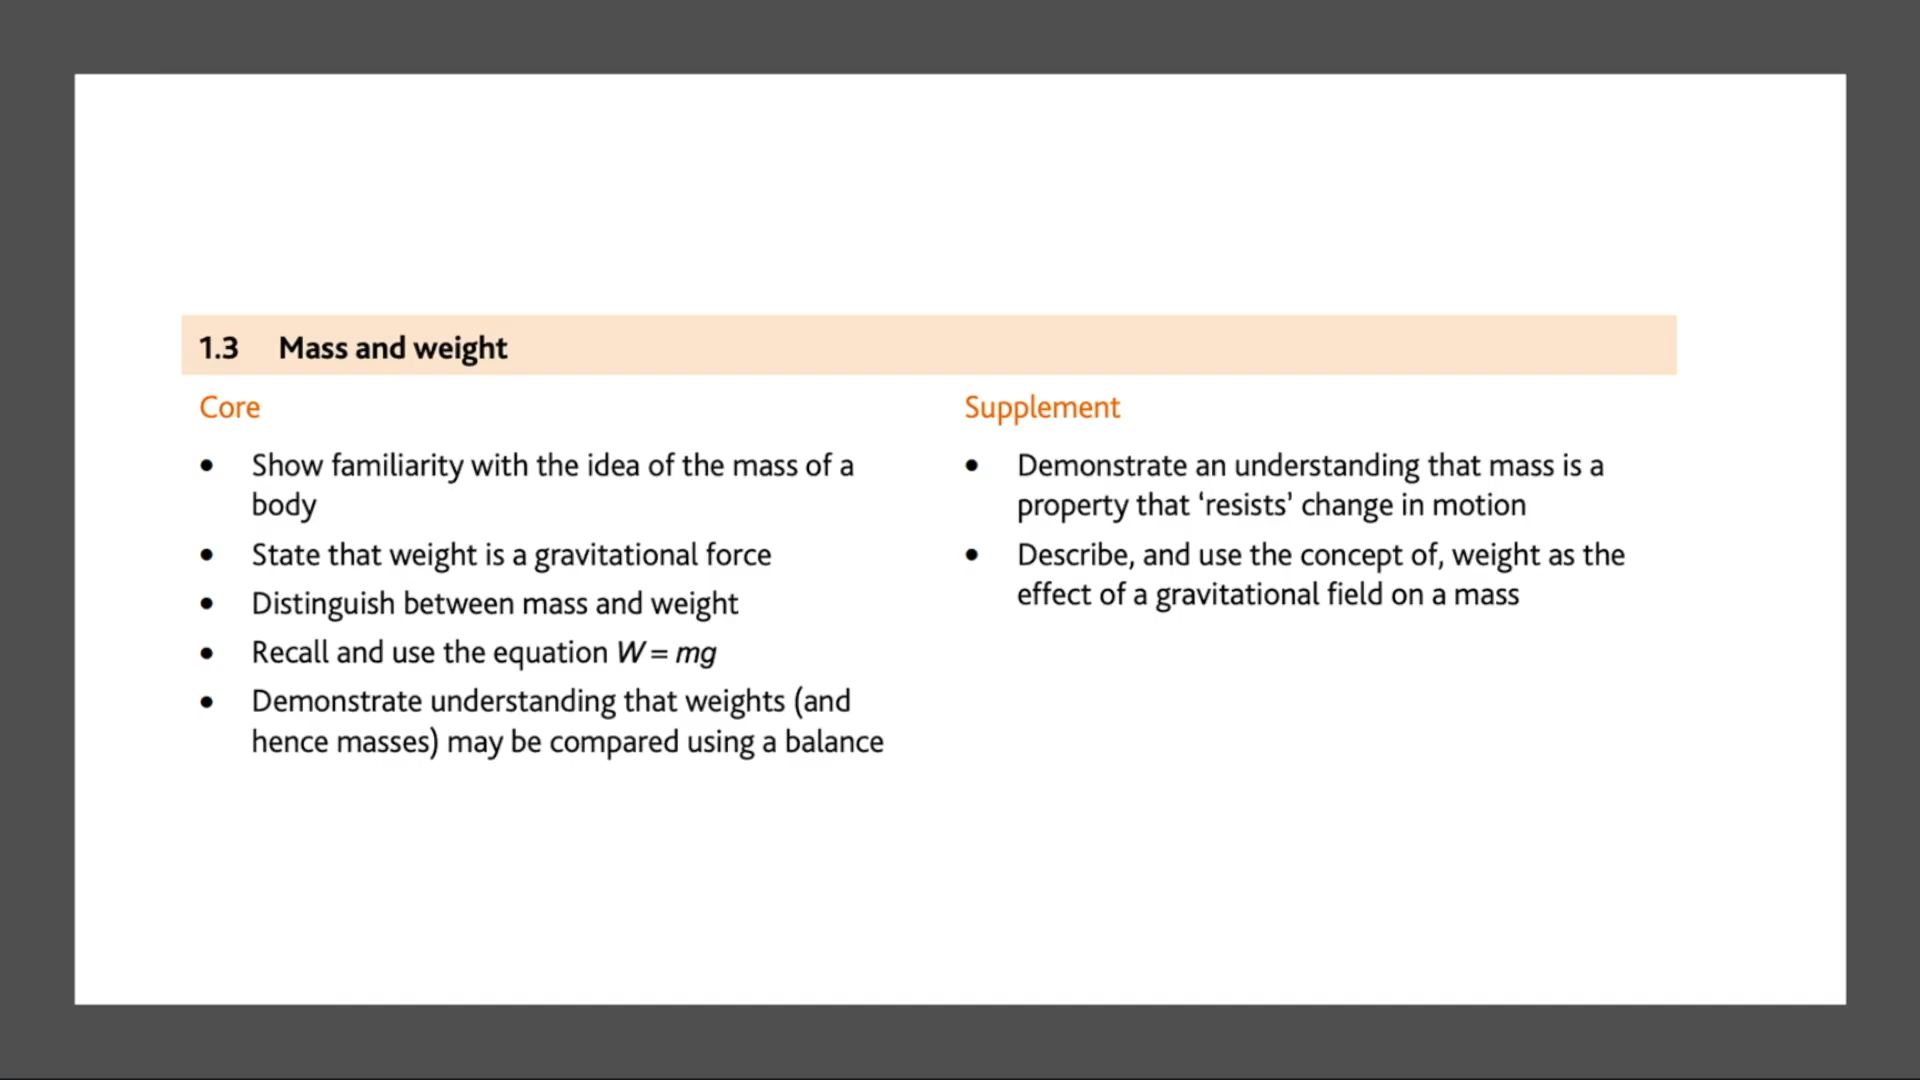 1.3 Mass and weight
Core
• Show familiarity with the idea of the mass of a
body
• State that weight is a gravitational force
• Distinguish between mass and weight
• Recall and use the equation W = mg
• Demonstrate understanding that weights (and
hence masses) may be compared using a balance
Supplement
• Demonstrate an understanding that mass is a
property that ‘resists’ change in motion
• Describe, and use the concept of, weight as the
effect of a gravitational field on a mass